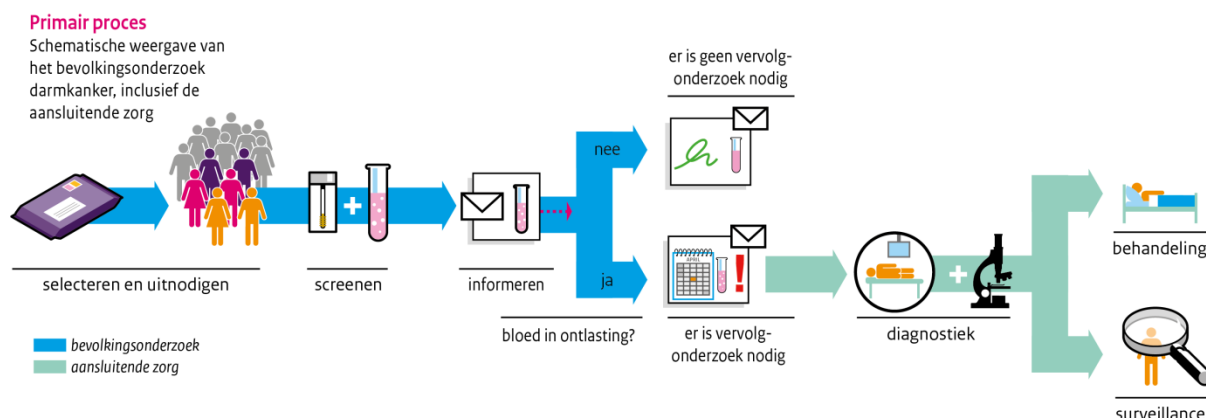 Primair proces
Schematische weergave van
het bevolkingsonderzoek
darmkanker, inclusief de
aansluitende zorg
er is geen vervolg-
onderzoek nodig
nee
APRIL
ja
selecteren en uitnodigen
screenen
informeren
bloed in ontlasting?
er is vervolg-
onderzoek nodig
diagnostiek
behandeling
surveillance
bevolkingsonderzoek
aansluitende zorg